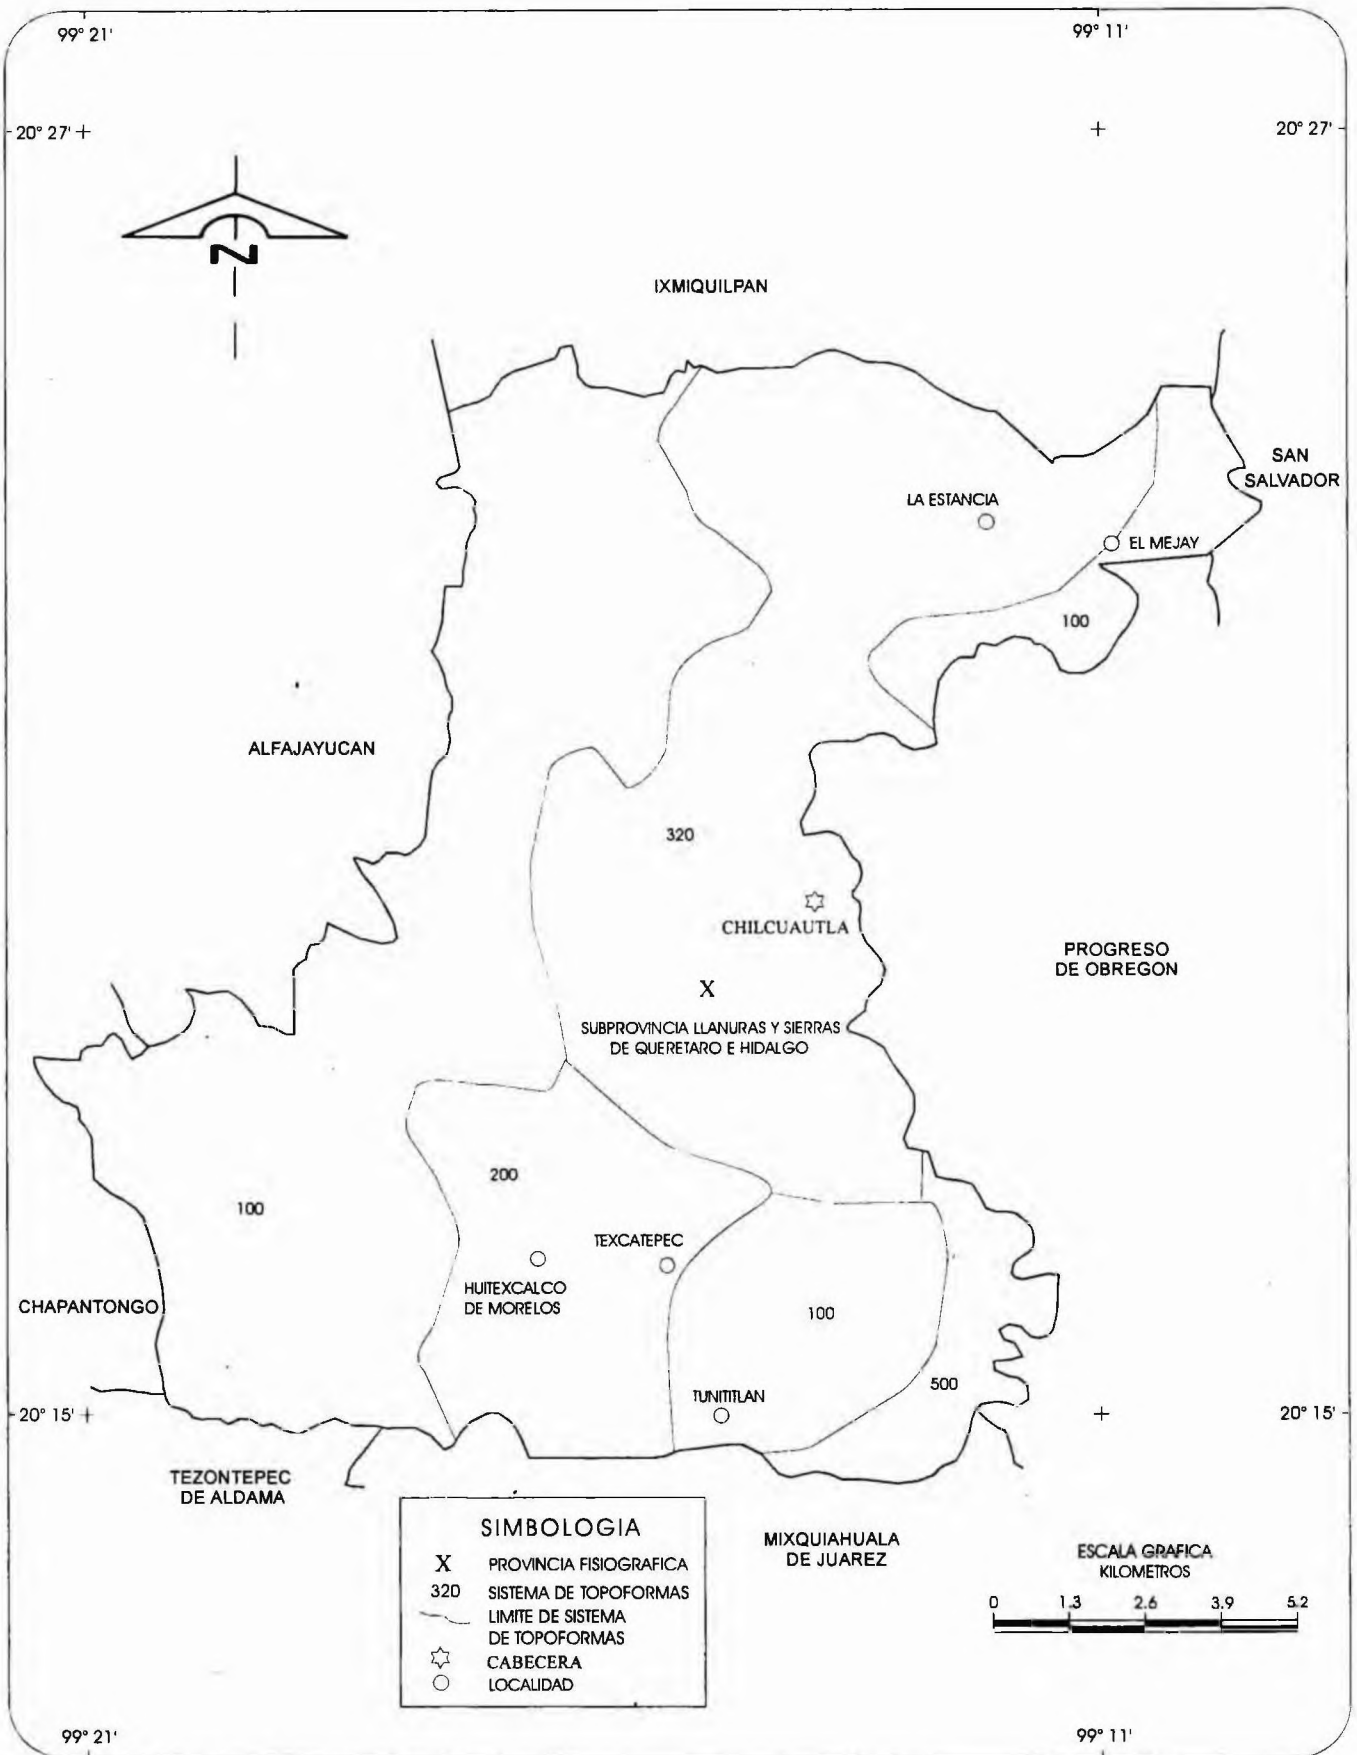 99° 21'
99° 11'
20° 27'
20° 27'
N
IXMIQUILPAN
SAN
SALVADOR
LA ESTANCIA
EL MEJAY
100
ALFAJAYUCAN
320
CHILCUAUTLA
PROGRESO
DE OBREGON
X
SUBPROVINCIA LLANURAS Y SIERRAS
DE QUERETARO E HIDALGO
200
100
TEXCATEPEC
HUITEXCALCO
DE MORELOS
CHAPANTONGO
100
500
TUNITITLAN
20° 15'
20° 15'
TEZONTEPEC
DE ALDAMA
MIXQUIAHUALA
DE JUAREZ
SIMBOLOGIA
X PROVINCIA FISIOGRAFICA
320 SISTEMA DE TOPOFORMAS
LIMITE DE SISTEMA
DE TOPOFORMAS
CABECERA
LOCALIDAD
ESCALA GRAFICA
KILOMETROS
0 1.3 2.6 3.9 5.2
99° 21'
99° 11'